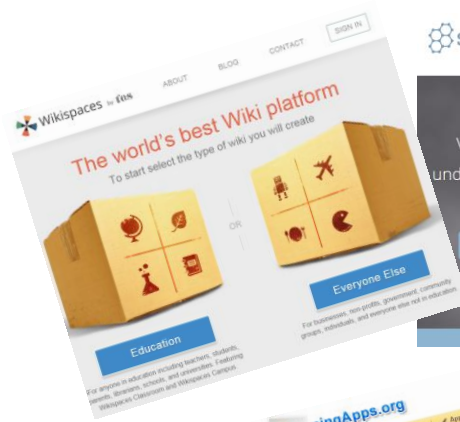 Wikispaces by fos
ABOUT
BLOG
CONTACT
SIGN IN
The world's best Wiki platform
To start select the type of wiki you will create
OR
Education
For anyone in education including teachers, students,
parents, librarians, schools, and universities. Featuring
Wikispaces Classroom and Wikispaces Campus
Everyone Else
For businesses, non-profits, government, community
groups, individuals, and everyone else not in education.
s
und
ingApps.org